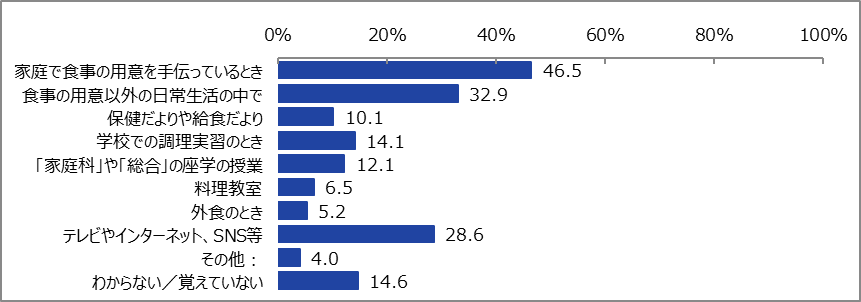 0% 20% 40% 60% 80% 100%
家庭で食事の用意を手伝っているとき 46.5
食事の用意以外の日常生活の中で 32.9
保健だよりや給食だより 10.1
学校での調理実習のとき 14.1
「家庭科」や「総合」の座学の授業 12.1
料理教室 6.5
外食のとき 5.2
テレビやインターネット、SNS等 28.6
その他： 4.0
わからない／覚えていない 14.6